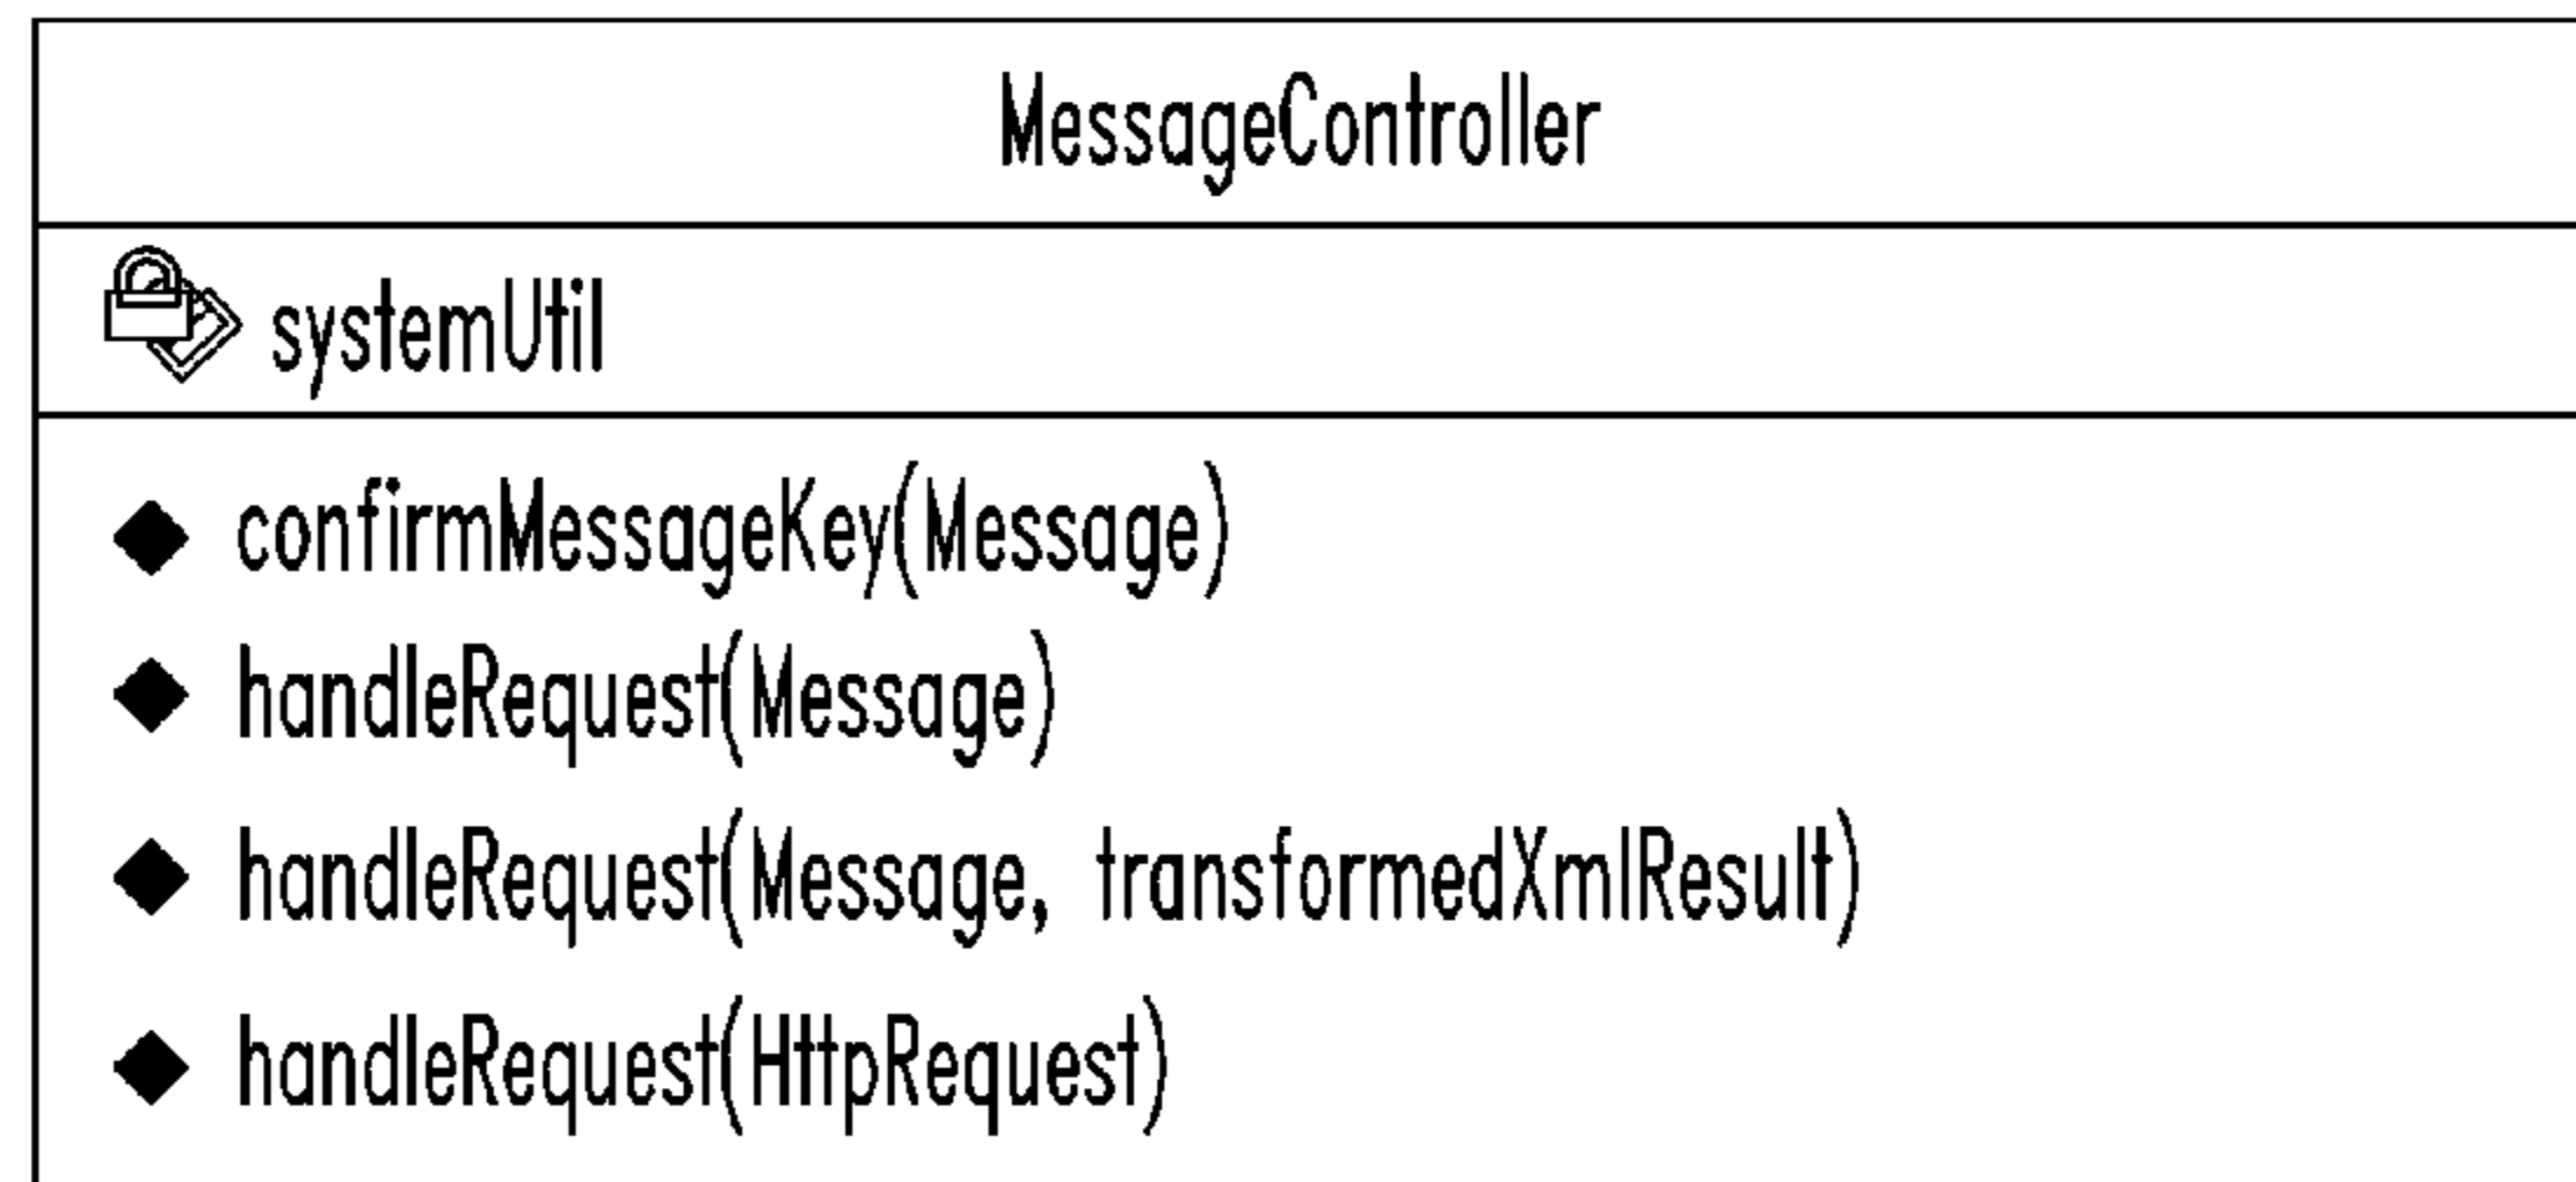 MessageController
systemUtil
confirmMessageKey(Message)
handleRequest(Message)
handleRequest(Message, transformedXmlResult)
handleRequest(HttpRequest)